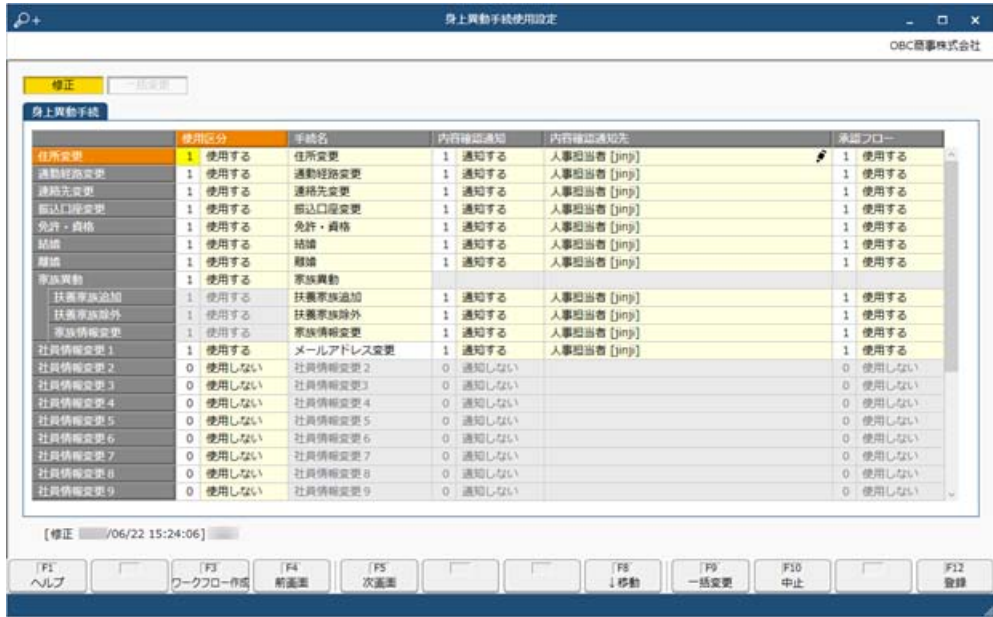 身上異動手続使用設定
OBC商事株式会社
修正 一括変更
身上異動手続
使用区分 手続名 内容確認通知 内容確認通知先 承認フロー
住所変更 1 使用する 住所変更 1 通知する 人事担当者 [jinji] 1 使用する
通勤経路変更 1 使用する 通勤経路変更 1 通知する 人事担当者 [jinji] 1 使用する
連絡先変更 1 使用する 連絡先変更 1 通知する 人事担当者 [jinji] 1 使用する
振込口座変更 1 使用する 振込口座変更 1 通知する 人事担当者 [jinji] 1 使用する
免許・資格 1 使用する 免許・資格 1 通知する 人事担当者 [jinji] 1 使用する
結婚 1 使用する 結婚 1 通知する 人事担当者 [jinji] 1 使用する
離婚 1 使用する 離婚 1 通知する 人事担当者 [jinji] 1 使用する
家族異動 1 使用する 家族異動
扶養家族追加 1 使用する 扶養家族追加 1 通知する 人事担当者 [jinji] 1 使用する
扶養家族除外 1 使用する 扶養家族除外 1 通知する 人事担当者 [jinji] 1 使用する
家族情報変更 1 使用する 家族情報変更 1 通知する 人事担当者 [jinji] 1 使用する
社員情報変更1 1 使用する メールアドレス変更 1 通知する 人事担当者 [jinji] 1 使用する
社員情報変更2 0 使用しない 社員情報変更2 0 通知しない 0 使用しない
社員情報変更3 0 使用しない 社員情報変更3 0 通知しない 0 使用しない
社員情報変更4 0 使用しない 社員情報変更4 0 通知しない 0 使用しない
社員情報変更5 0 使用しない 社員情報変更5 0 通知しない 0 使用しない
社員情報変更6 0 使用しない 社員情報変更6 0 通知しない 0 使用しない
社員情報変更7 0 使用しない 社員情報変更7 0 通知しない 0 使用しない
社員情報変更8 0 使用しない 社員情報変更8 0 通知しない 0 使用しない
社員情報変更9 0 使用しない 社員情報変更9 0 通知しない 0 使用しない
[修正 /06/22 15:24:06]
F1 F3 F4 F5 F8 F9 F10 F12
ヘルプ ワークフロー作成 前画面 次画面 ↓移動 一括変更 中止 登録